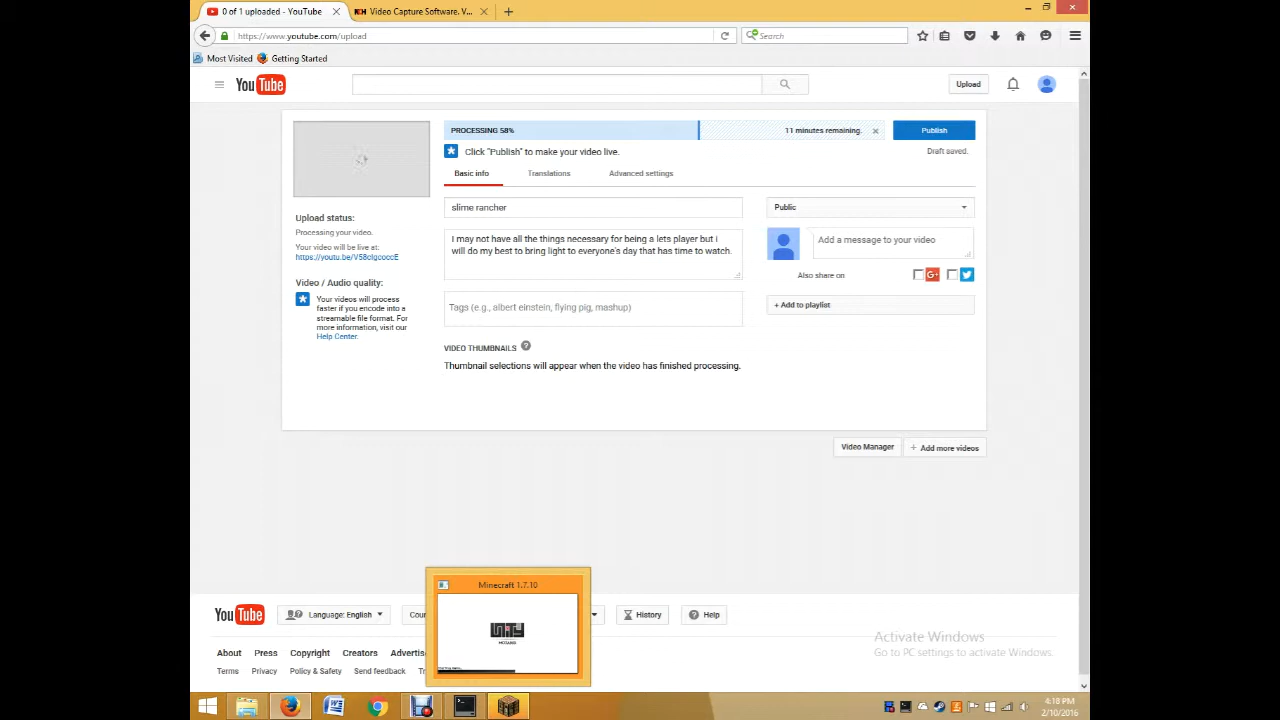 0 of 1 uploaded - YouTube
Video Capture Software. V...
https://www.youtube.com/upload
Search
Most Visited
Getting Started
YouTube
Upload
PROCESSING 58%
11 minutes remaining.
Publish
Click "Publish" to make your video live.
Draft saved.
Basic info
Translations
Advanced settings
slime rancher
Public
Upload status:
Processing your video.
Your video will be live at:
https://youtu.be/V58clgcoccE
I may not have all the things necessary for being a lets player but i
will do my best to bring light to everyone's day that has time to watch.
Add a message to your video
Also share on
G+
Video / Audio quality:
Your videos will process
faster if you encode into a
streamable file format. For
more information, visit our
Help Center.
Tags (e.g., albert einstein, flying pig, mashup)
+ Add to playlist
VIDEO THUMBNAILS ?
Thumbnail selections will appear when the video has finished processing.
Video Manager
+ Add more videos
Minecraft 1.7.10
MOJANG
YouTube
Language: English
Cou
History
Help
Activate Windows
Go to PC settings to activate Windows.
About
Press
Copyright
Creators
Advertis
Terms
Privacy
Policy & Safety
Send feedback
4:18 PM
2/10/2016